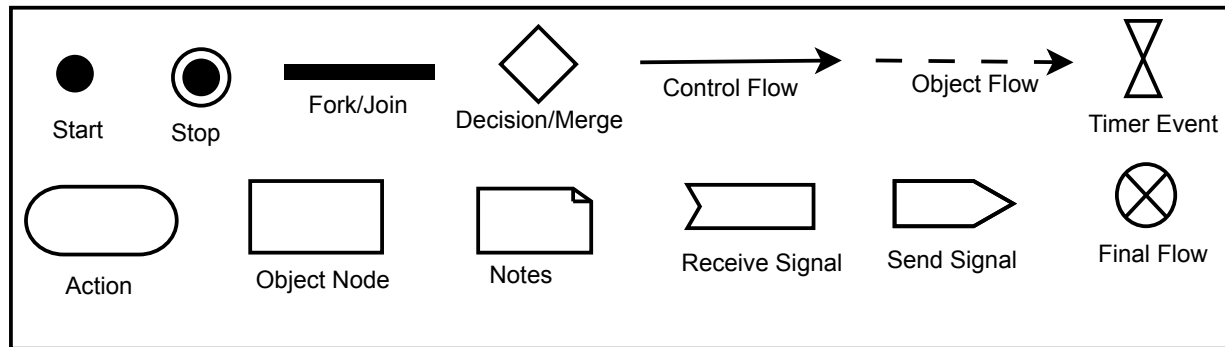 Start
Stop
Fork/Join
Decision/Merge
Control Flow
Object Flow
Timer Event
Action
Object Node
Notes
Receive Signal
Send Signal
Final Flow